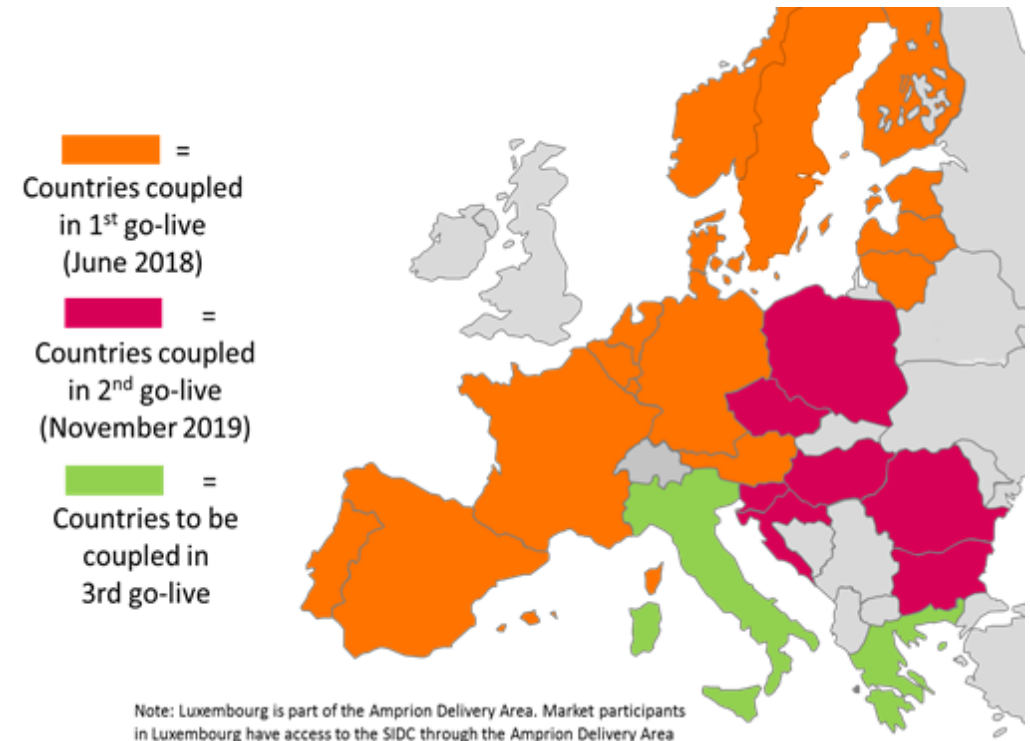 =
Countries coupled
in 1st go-live
(June 2018)
=
Countries coupled
in 2nd go-live
(November 2019)
=
Countries to be
coupled in
3rd go-live
Note: Luxembourg is part of the Amprion Delivery Area. Market participants
in Luxembourg have access to the SIDC through the Amprion Delivery Area